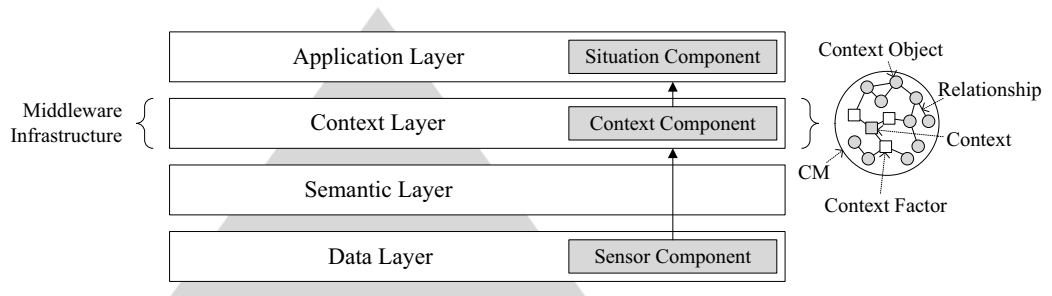 Application Layer
Situation Component
Context Object
Relationship
Middleware
Infrastructure
Context Layer
Context Component
Context
CM
Semantic Layer
Context Factor
Data Layer
Sensor Component